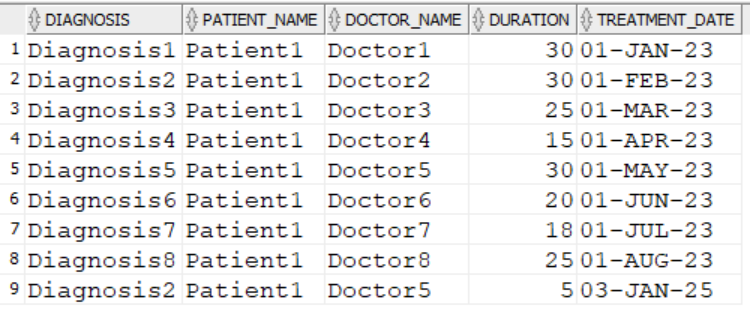 DIAGNOSIS PATIENT_NAME DOCTOR_NAME DURATION TREATMENT_DATE
1 Diagnosis1 Patient1 Doctor1 30 01-JAN-23
2 Diagnosis2 Patient1 Doctor2 30 01-FEB-23
3 Diagnosis3 Patient1 Doctor3 25 01-MAR-23
4 Diagnosis4 Patient1 Doctor4 15 01-APR-23
5 Diagnosis5 Patient1 Doctor5 30 01-MAY-23
6 Diagnosis6 Patient1 Doctor6 20 01-JUN-23
7 Diagnosis7 Patient1 Doctor7 18 01-JUL-23
8 Diagnosis8 Patient1 Doctor8 25 01-AUG-23
9 Diagnosis2 Patient1 Doctor5 5 03-JAN-25